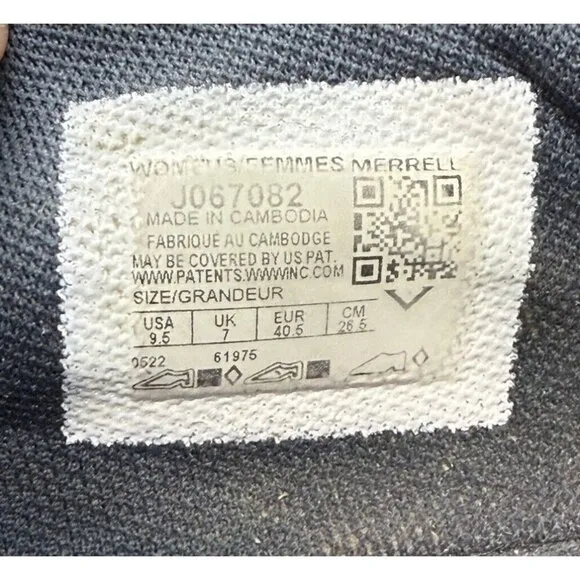 WOMENS/FEMMES MERRELL
J067082
MADE IN CAMBODIA
FABRIQUÉ AU CAMBODGE
MAY BE COVERED BY US PAT.
WWW.PATENTS.WWWINC.COM
SIZE/GRANDEUR
USA UK EUR CM
9.5 7 40.5 26.5
0522 61975